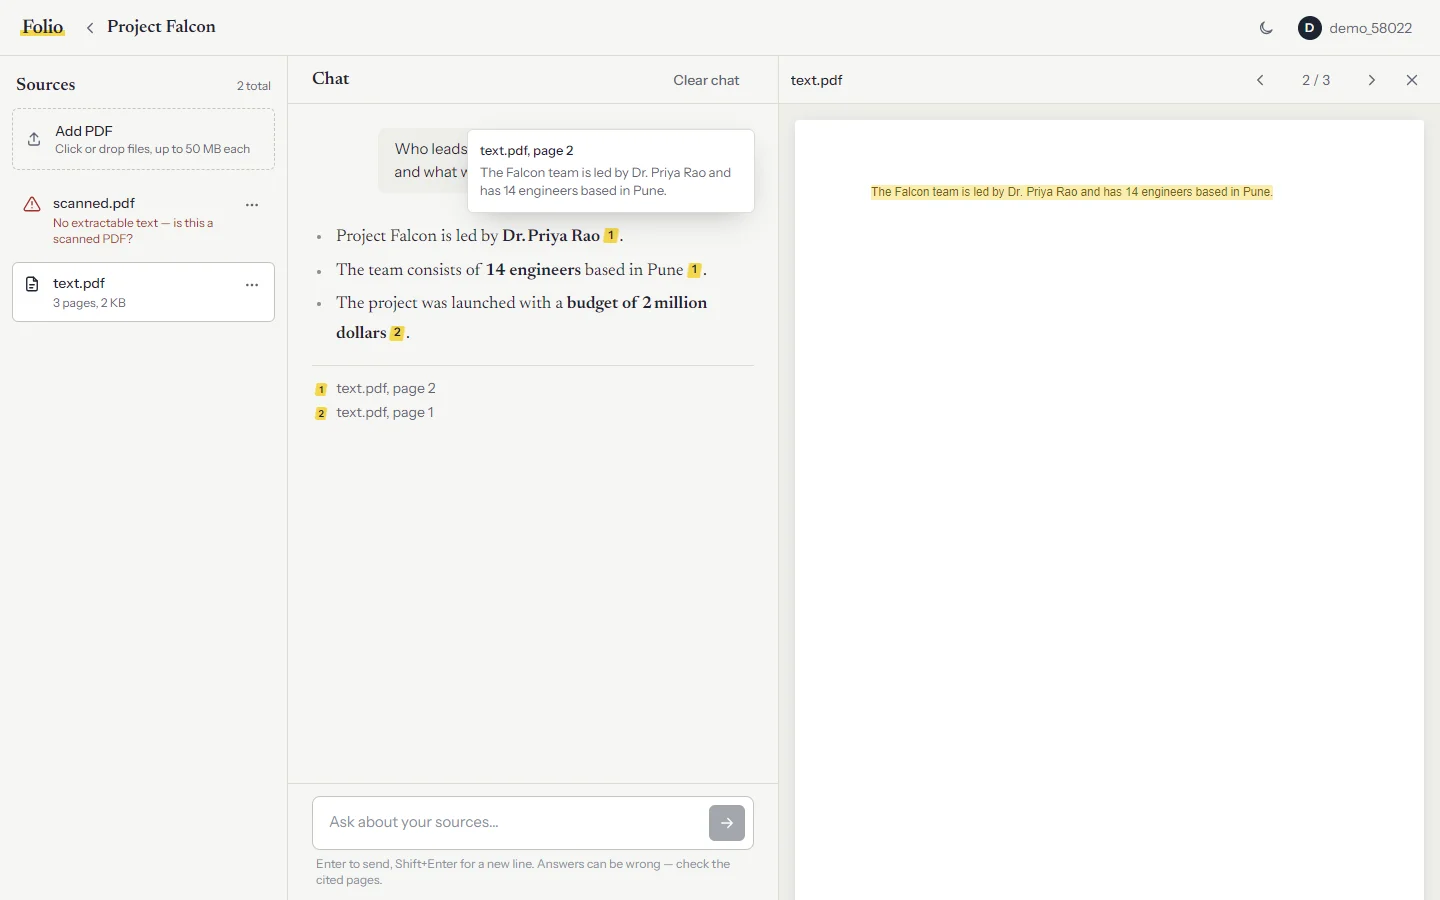 Folio
Project Falcon
D
demo_58022
Sources
2 total
Add PDF
Click or drop files, up to 50 MB each
scanned.pdf
No extractable text — is this a
scanned PDF?
text.pdf
3 pages, 2 KB
Chat
Clear chat
Who leads
and what
text.pdf, page 2
The Falcon team is led by Dr. Priya Rao and
has 14 engineers based in Pune.
Project Falcon is led by Dr. Priya Rao 1.
The team consists of 14 engineers based in Pune 1.
The project was launched with a budget of 2 million
dollars 2.
1 text.pdf, page 2
2 text.pdf, page 1
Ask about your sources...
Enter to send, Shift+Enter for a new line. Answers can be wrong — check the
cited pages.
text.pdf
2 / 3
The Falcon team is led by Dr. Priya Rao and has 14 engineers based in Pune.